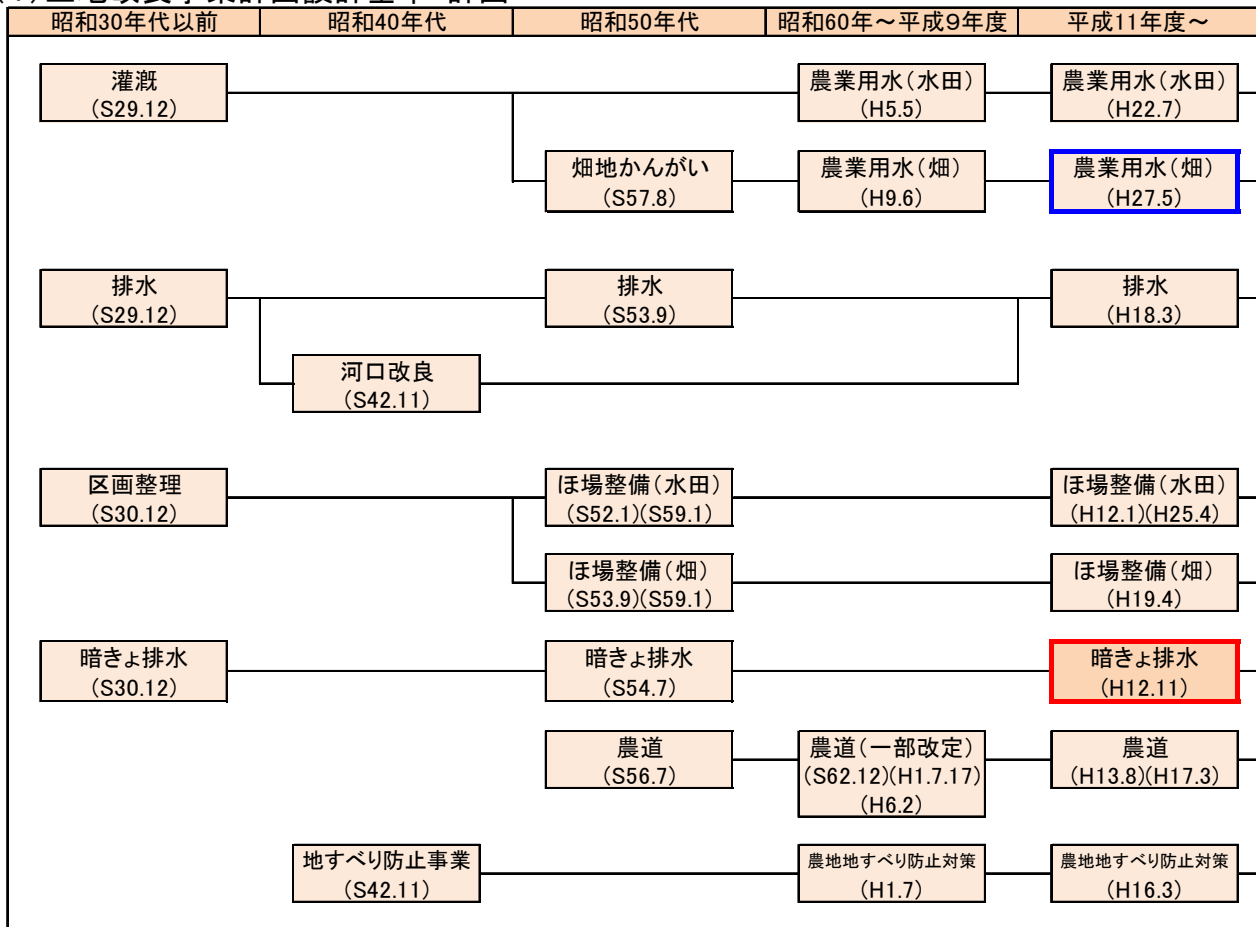 昭和30年代以前 昭和40年代 昭和50年代 昭和60年～平成9年度 平成11年度～
灌漑
(S29.12)
農業用水(水田)
(H5.5)
農業用水(水田)
(H22.7)
畑地かんがい
(S57.8)
農業用水(畑)
(H9.6)
農業用水(畑)
(H27.5)
排水
(S29.12)
排水
(S53.9)
排水
(H18.3)
河口改良
(S42.11)
区画整理
(S30.12)
ほ場整備(水田)
(S52.1)(S59.1)
ほ場整備(水田)
(H12.1)(H25.4)
ほ場整備(畑)
(S53.9)(S59.1)
ほ場整備(畑)
(H19.4)
暗きょ排水
(S30.12)
暗きょ排水
(S54.7)
暗きょ排水
(H12.11)
農道
(S56.7)
農道(一部改定)
(S62.12)(H1.7.17)
(H6.2)
農道
(H13.8)(H17.3)
地すべり防止事業
(S42.11)
農地地すべり防止対策
(H1.7)
農地地すべり防止対策
(H16.3)